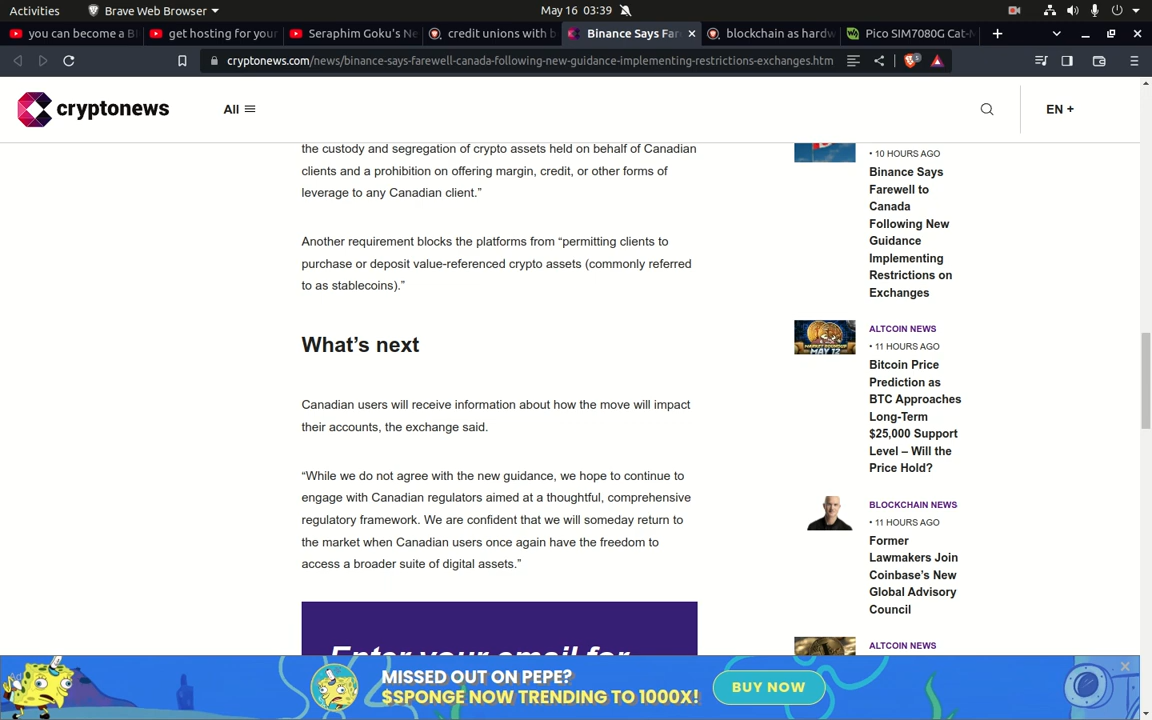 Activities
Brave Web Browser
May 16 03:39
you can become a B
get hosting for your
Seraphim Goku's Ne
credit unions with b
Binance Says Far
blockchain as hardw
Pico SIM7080G Cat-
cryptonews.com/news/binance-says-farewell-canada-following-new-guidance-implementing-restrictions-exchanges.htm
1
cryptonews
All
EN +
the custody and segregation of crypto assets held on behalf of Canadian
clients and a prohibition on offering margin, credit, or other forms of
leverage to any Canadian client.”
Another requirement blocks the platforms from “permitting clients to
purchase or deposit value-referenced crypto assets (commonly referred
to as stablecoins).”
What’s next
Canadian users will receive information about how the move will impact
their accounts, the exchange said.
“While we do not agree with the new guidance, we hope to continue to
engage with Canadian regulators aimed at a thoughtful, comprehensive
regulatory framework. We are confident that we will someday return to
the market when Canadian users once again have the freedom to
access a broader suite of digital assets.”
Enter your email for
• 10 HOURS AGO
Binance Says
Farewell to
Canada
Following New
Guidance
Implementing
Restrictions on
Exchanges
MAY 12
ALTCOIN NEWS
• 11 HOURS AGO
Bitcoin Price
Prediction as
BTC Approaches
Long-Term
$25,000 Support
Level – Will the
Price Hold?
BLOCKCHAIN NEWS
• 11 HOURS AGO
Former
Lawmakers Join
Coinbase’s New
Global Advisory
Council
ALTCOIN NEWS
MISSED OUT ON PEPE?
$SPONGE NOW TRENDING TO 1000X!
BUY NOW